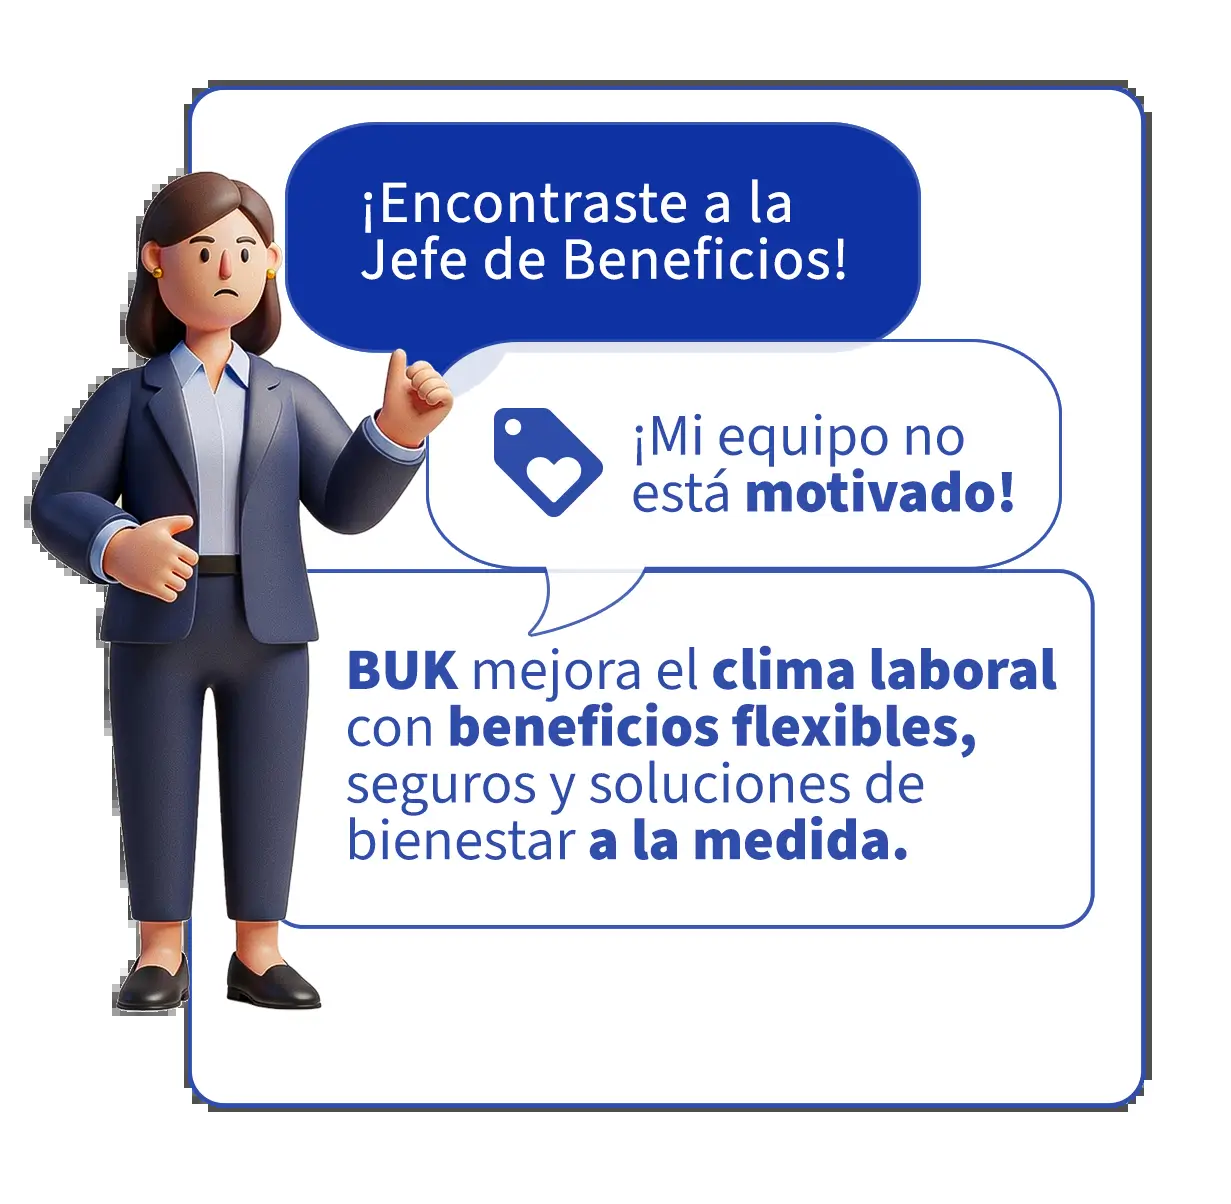 ¡Encontraste a la
Jefe de Beneficios!
¡Mi equipo no
está motivado!
BUK mejora el clima laboral
con beneficios flexibles,
seguros y soluciones de
bienestar a la medida.